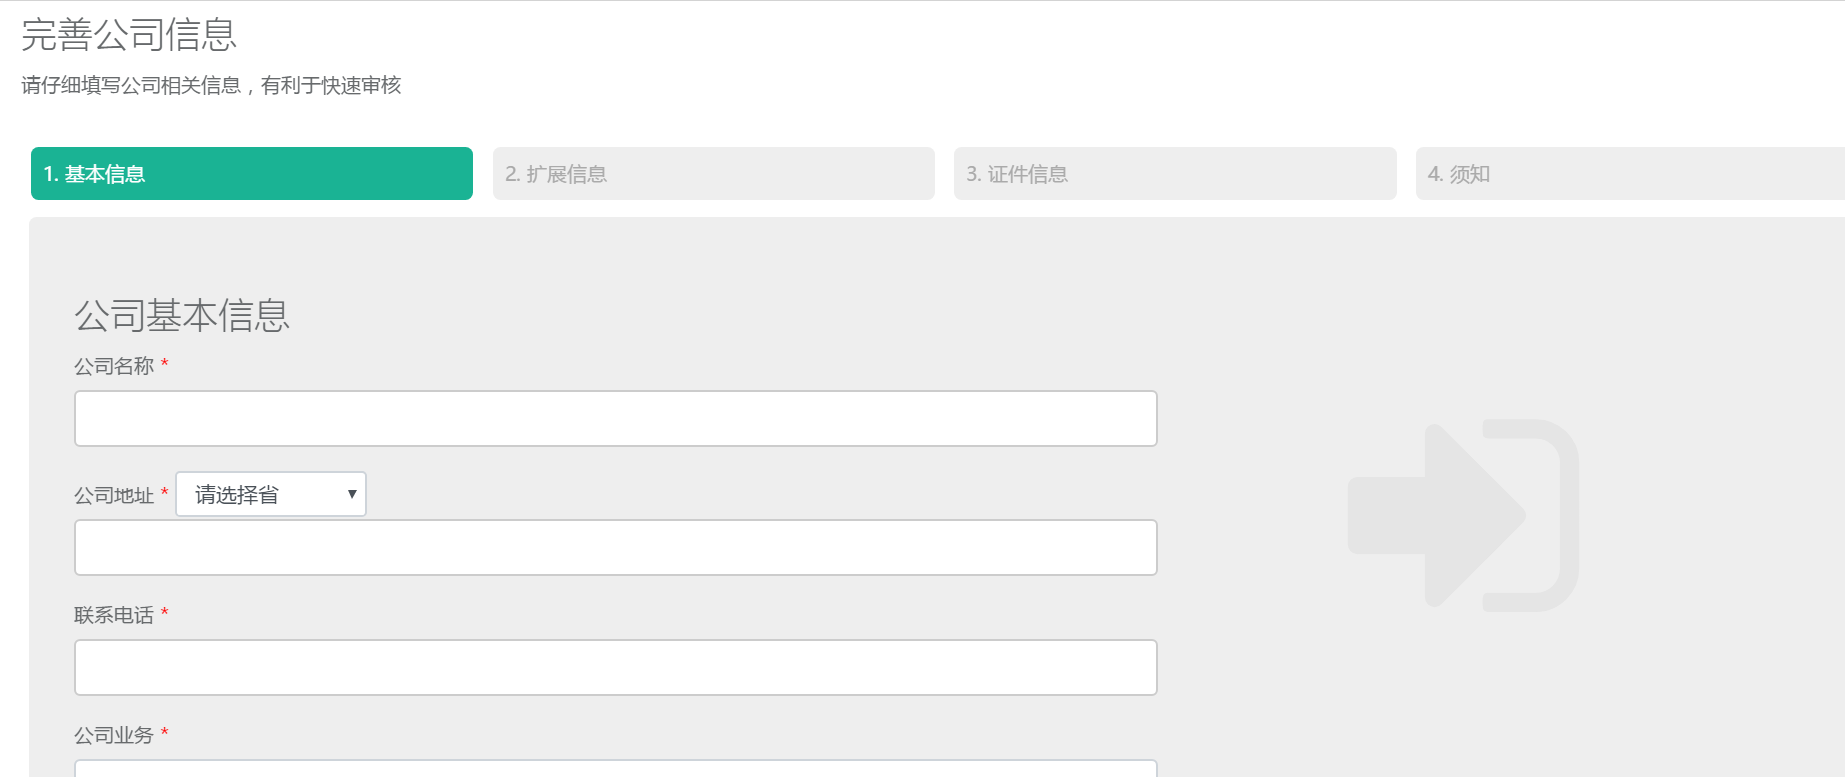 完善公司信息
请仔细填写公司相关信息，有利于快速审核
1. 基本信息
2. 扩展信息
3. 证件信息
4. 须知
公司基本信息
公司名称 *
公司地址 * 请选择省
联系电话 *
公司业务 *